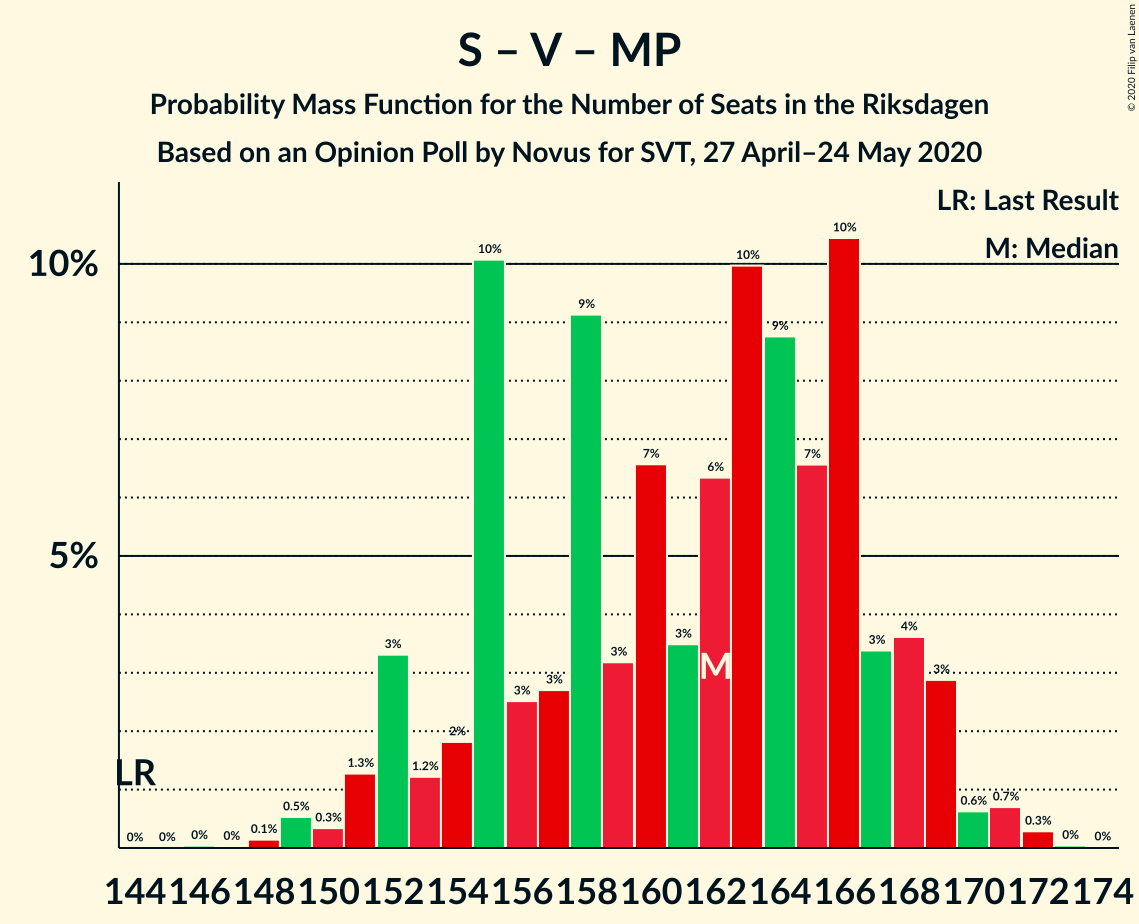 S – V – MP
Probability Mass Function for the Number of Seats in the Riksdagen
Based on an Opinion Poll by Novus for SVT, 27 April–24 May 2020
© 2020 Filip van Laenen
LR: Last Result
M: Median
10%
5%
LR
M
0% 0% 0% 0% 0.1% 0.5% 0.3% 1.3% 3% 1.2% 2% 10% 3% 3% 9% 3% 7% 3% 6% 10% 9% 7% 10% 3% 4% 3% 0.6% 0.7% 0.3% 0% 0%
144 146 148 150 152 154 156 158 160 162 164 166 168 170 172 174